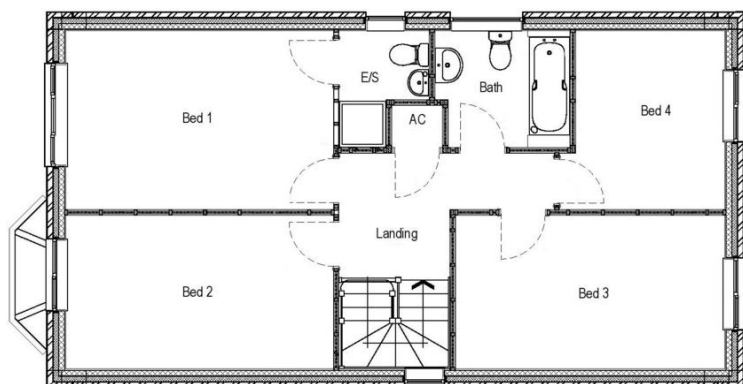 E/S
Bath
Bed 1
AC
Bed 4
Landing
Bed 2
Bed 3